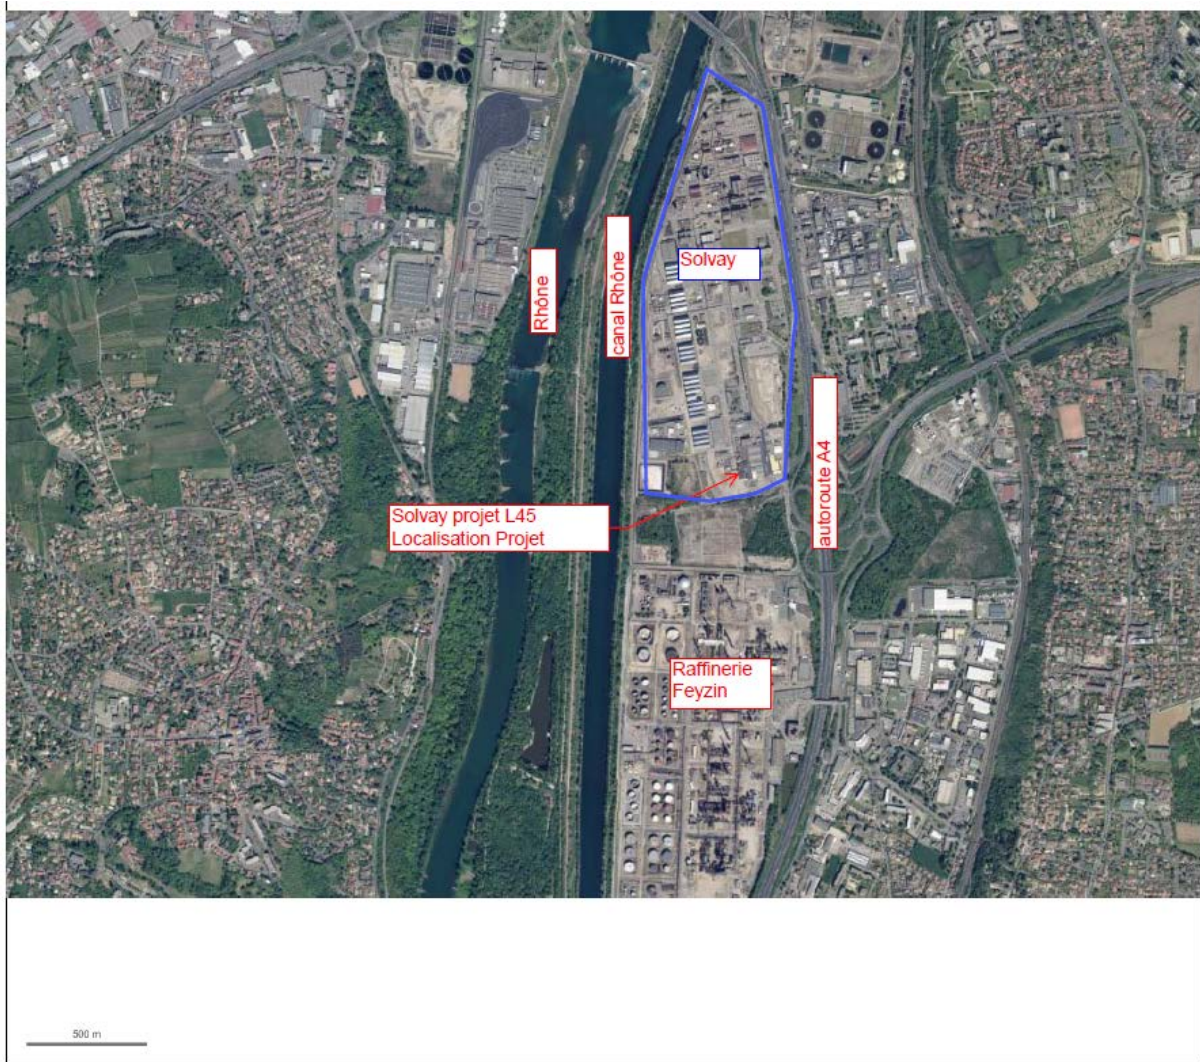 Rhône
canal Rhône
Solvay
autoroute A4
Solvay projet L45
Localisation Projet
Raffinerie
Feyzin
500 m